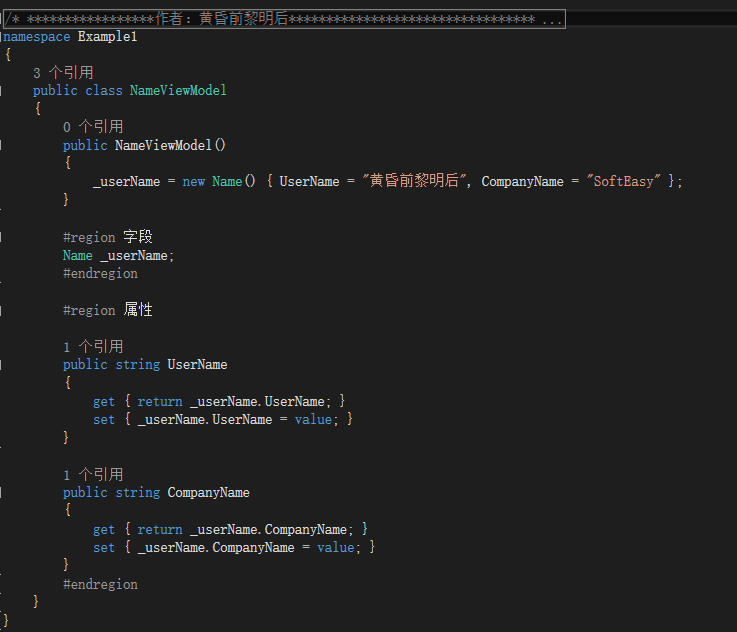 /* *****************作者: 黄昏前黎明后********************************* ...
namespace Example1
{
3 个引用
public class NameViewModel
{
0 个引用
public NameViewModel()
{
_userName = new Name() { UserName = "黄昏前黎明后", CompanyName = "SoftEasy" };
}
#region 字段
Name _userName;
#endregion
#region 属性
1 个引用
public string UserName
{
get { return _userName.UserName; }
set { _userName.UserName = value; }
}
1 个引用
public string CompanyName
{
get { return _userName.CompanyName; }
set { _userName.CompanyName = value; }
}
#endregion
}
}